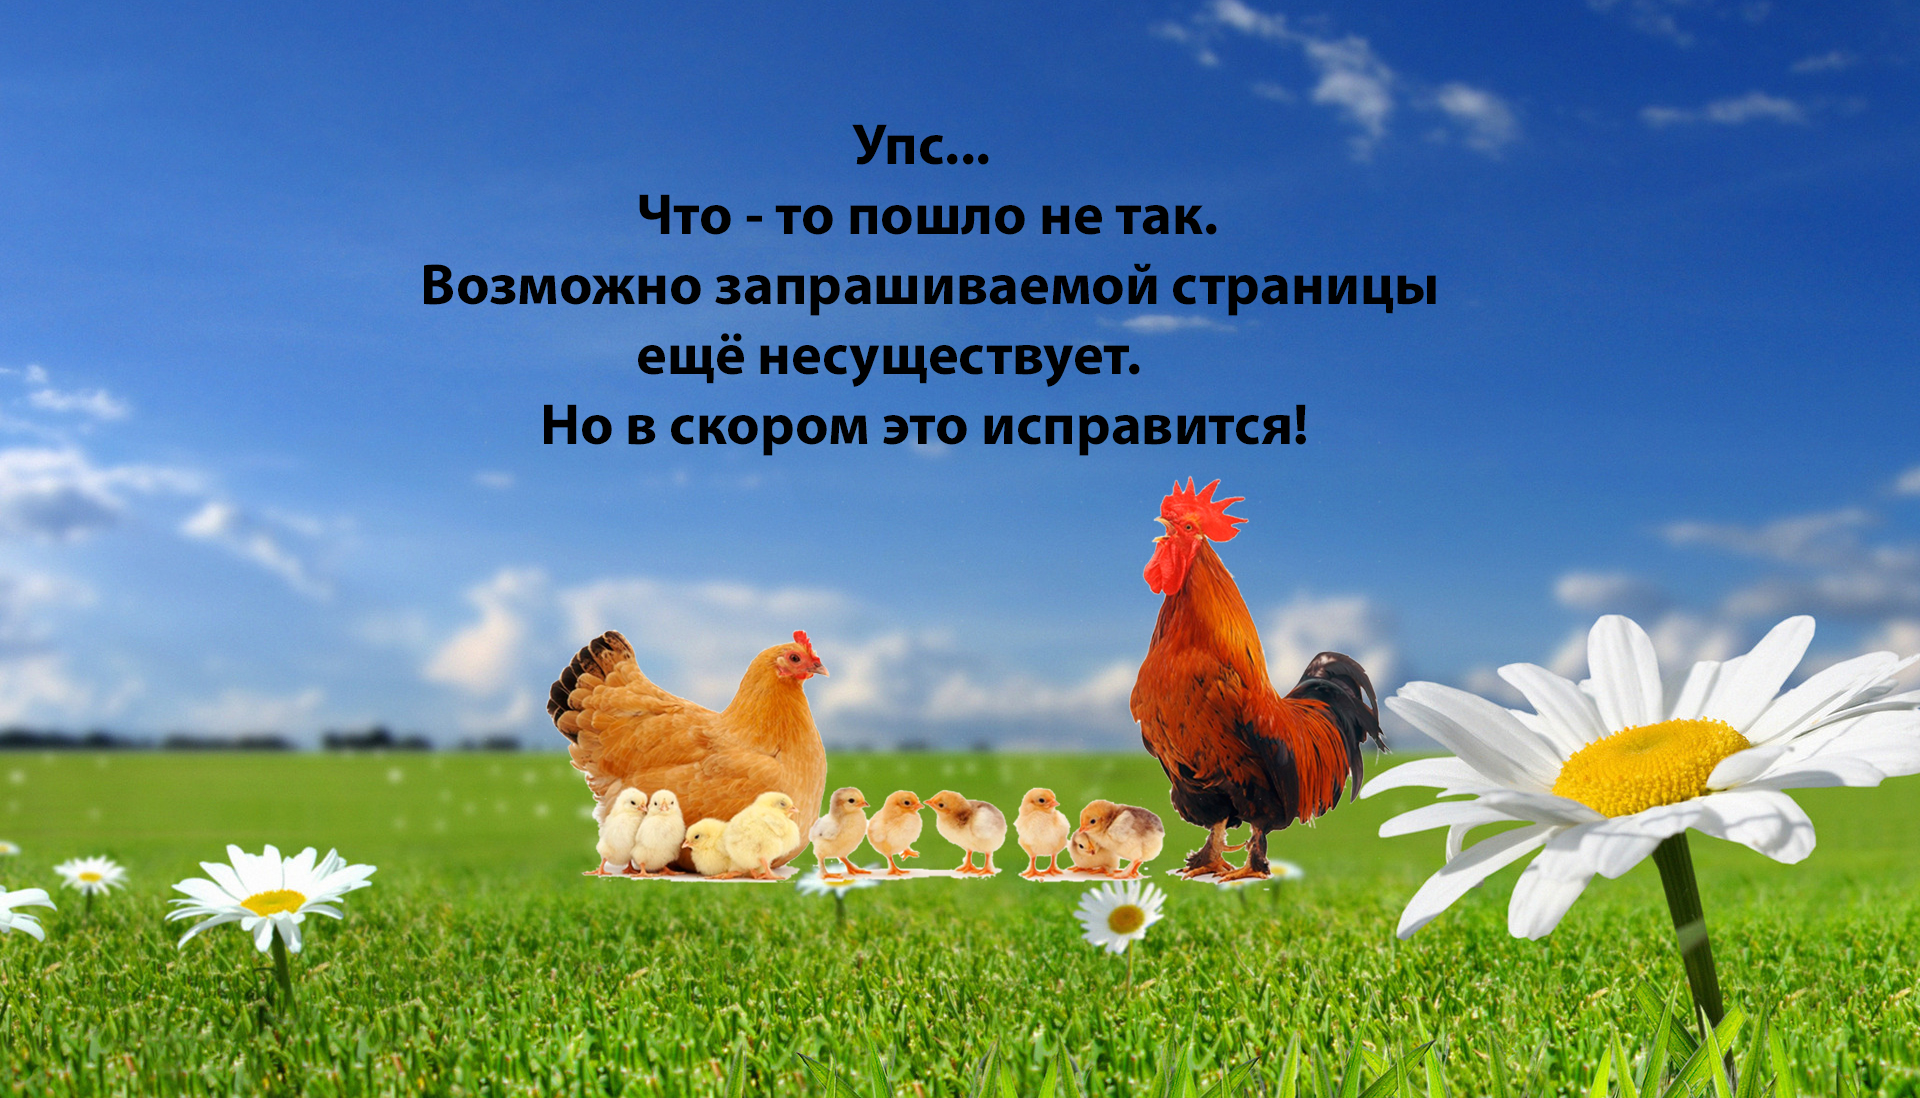 Упс...
Что - то пошло не так.
Возможно запрашиваемой страницы
ещё несуществует.
Но в скором это исправится!